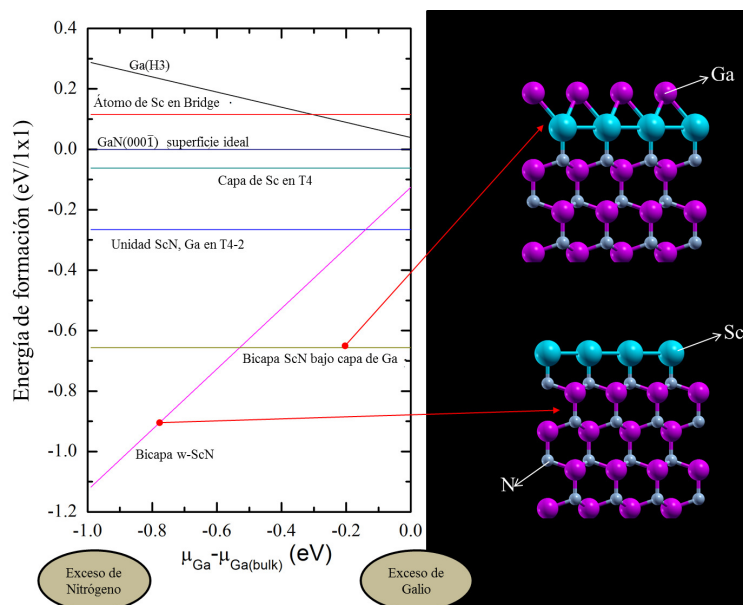 Energía de formación (eV/1x1)
0.4
0.2
0.0
-0.2
-0.4
-0.6
-0.8
-1.0
-1.2
Ga(H3)
Átomo de Sc en Bridge
GaN(0001̅) superficie ideal
Capa de Sc en T4
Unidad ScN, Ga en T4-2
Bicapa ScN bajo capa de Ga
Bicapa w-ScN
-1.0 -0.8 -0.6 -0.4 -0.2 0.0
μGa-μGa(bulk) (eV)
Exceso de
Nitrógeno
Exceso de
Galio
Ga
Sc
N